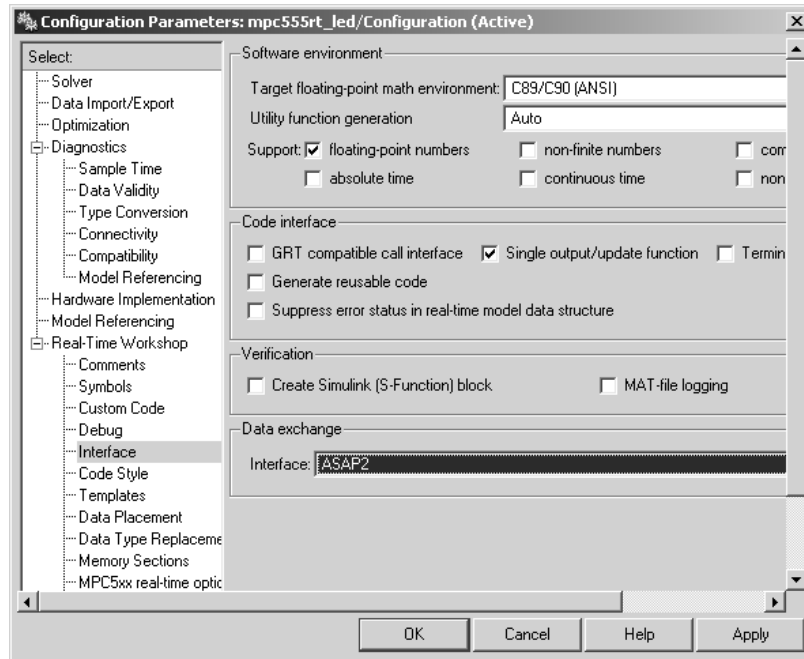 Configuration Parameters: mpc555rt_led/Configuration (Active)
Select:
Solver
Data Import/Export
Optimization
Diagnostics
Sample Time
Data Validity
Type Conversion
Connectivity
Compatibility
Model Referencing
Hardware Implementation
Model Referencing
Real-Time Workshop
Comments
Symbols
Custom Code
Debug
Interface
Code Style
Templates
Data Placement
Data Type Replaceme
Memory Sections
MPC5xx real-time optic
Software environment
Target floating-point math environment: C89/C90 (ANSI)
Utility function generation Auto
Support: floating-point numbers non-finite numbers com
absolute time continuous time non
Code interface
GRT compatible call interface Single output/update function Termin
Generate reusable code
Suppress error status in real-time model data structure
Verification
Create Simulink (S-Function) block MAT-file logging
Data exchange
Interface: ASAP2
OK Cancel Help Apply